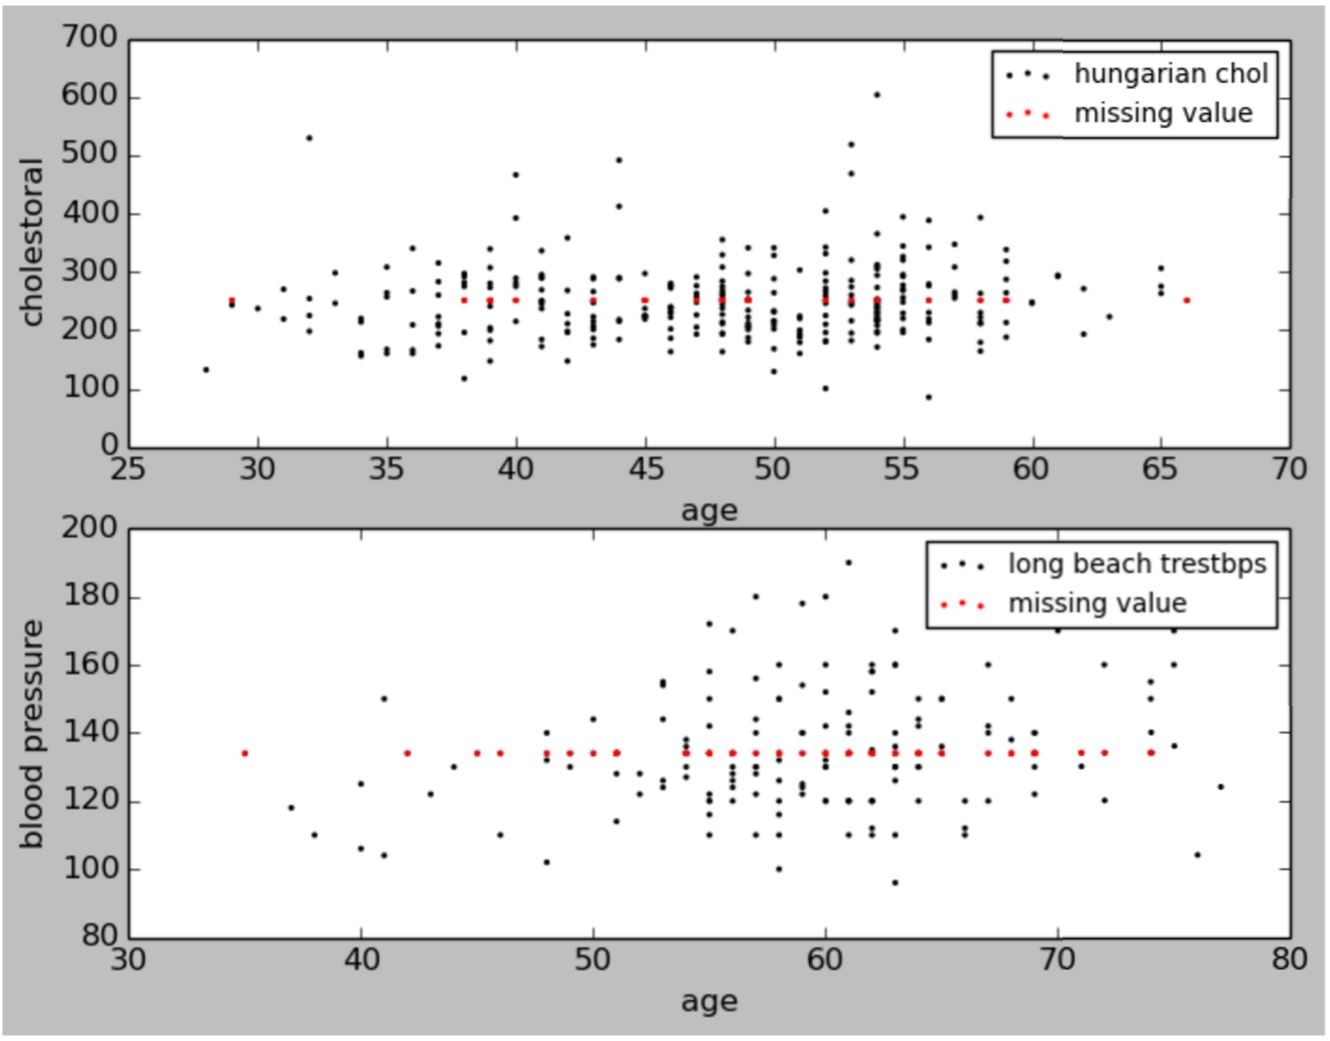 700
600
500
400
300
200
100
0
cholestoral
hungarian chol
missing value
25 30 35 40 45 50 55 60 65 70
age
200
180
160
140
120
100
80
blood pressure
long beach trestbps
missing value
30 40 50 60 70 80
age